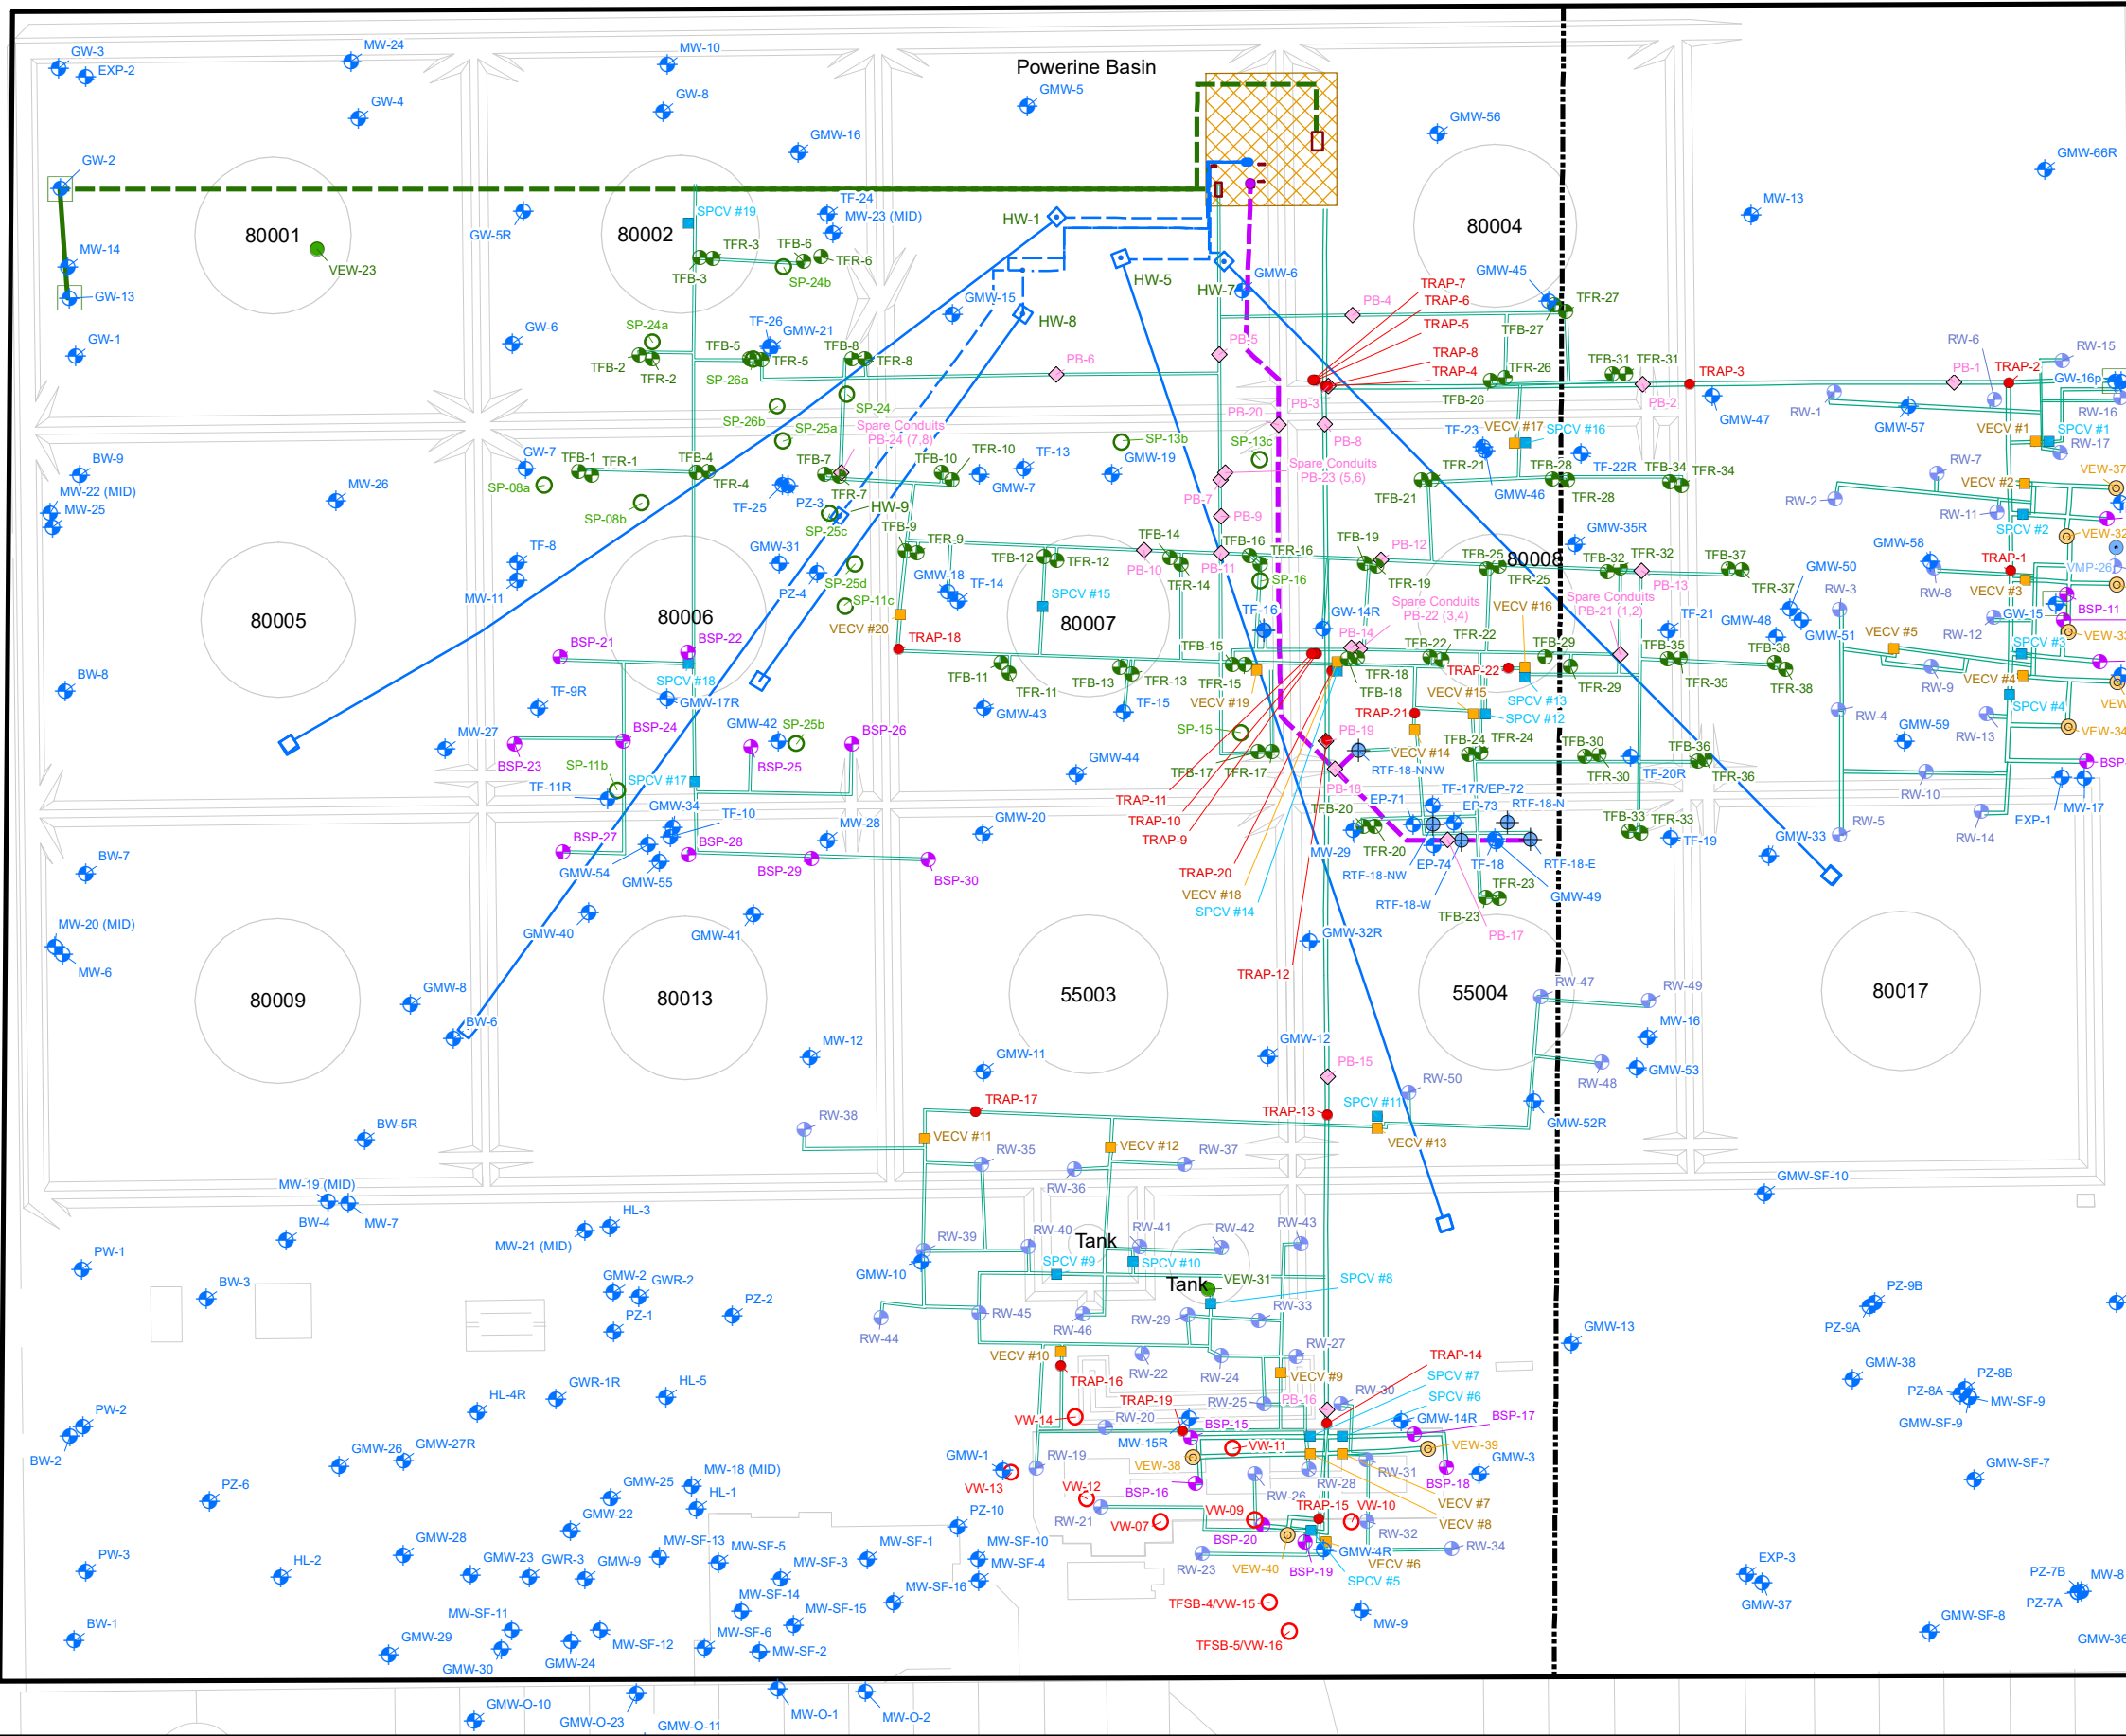 Powerine Basin
GW-3
EXP-2
MW-24
GW-4
MW-10
GW-8
GMW-16
GMW-5
GMW-56
GMW-66R
MW-13
GW-2
MW-14
GW-13
GW-1
80001
VEW-23
GW-5R
GW-6
80002
SPCV #19
TF-24
MW-23 (MID)
TFR-3
TFB-6
TFR-6
TFB-3
SP-24b
HW-1
HW-5
HW-7
GMW-6
HW-8
GMW-15
80004
GMW-45
TFR-27
TFB-27
TRAP-7
TRAP-6
TRAP-5
TRAP-8
TRAP-4
PB-4
PB-5
PB-6
SP-24a
TFB-2
TFR-2
TFB-5
TF-26
GMW-21
TFR-5
SP-26a
TFB-8
TFR-8
SP-24
SP-26b
SP-25a
Spare Conduits
PB-24 (7,8)
PB-20
PB-3
PB-8
TFB-26
TFR-26
TFB-31
TFR-31
PB-2
TRAP-3
GMW-47
RW-6
RW-15
PB-1
TRAP-2
GW-16p
RW-1
GMW-57
RW-16
VECV #1
SPCV #1
RW-17
GW-7
TFB-1
TFR-1
SP-08a
SP-08b
TFB-4
TFR-4
TFB-7
TFR-7
TFB-10
TFR-10
TF-25
PZ-3
SP-25c
HW-9
GMW-7
TF-13
GMW-19
SP-13b
SP-13c
Spare Conduits
PB-23 (5,6)
PB-7
PB-9
TF-23
VECV #17
SPCV #16
TF-22R
TFR-21
TFB-21
GMW-46
TFB-28
TFR-28
TFB-34
TFR-34
RW-7
RW-2
RW-11
VECV #2
SPCV #2
VEW-37
VEW-32
BW-9
MW-22 (MID)
MW-25
MW-26
TF-8
MW-11
GMW-31
PZ-4
SP-25d
SP-11c
TFB-9
TFR-9
GMW-18
TF-14
TFB-12
TFR-12
PB-10
TFB-14
TFR-14
PB-11
TFB-16
TFR-16
SP-16
TFB-19
TFR-19
PB-12
80008
TFB-25
TFR-25
GMW-35R
TFB-32
TFR-32
PB-13
TFB-37
TFR-37
GMW-58
GMW-50
RW-3
TRAP-1
RW-8
VECV #3
VMP-26
GW-15
BSP-11
80005
80006
80007
SPCV #15
VECV #20
TRAP-18
TF-16
GW-14R
PB-14
Spare Conduits
PB-22 (3,4)
VECV #16
Spare Conduits
PB-21 (1,2)
TF-21
GMW-48
GMW-51
VECV #5
RW-12
SPCV #3
RW-9
VECV #4
SPCV #4
BW-8
BSP-21
BSP-22
SPCV #18
GMW-17R
TF-9R
TFB-11
TFR-11
TFB-13
TFR-13
TFB-15
TFR-15
VECV #19
TFR-18
TFB-18
TFB-22
TFR-22
TRAP-22
TFB-29
TFR-29
TFB-35
TFR-35
TFB-38
TFR-38
VECV #15
SPCV #13
SPCV #12
TRAP-21
VECV #14
MW-27
BSP-24
BSP-23
GMW-42
SP-25b
BSP-25
BSP-26
GMW-43
TF-15
SP-15
PB-19
TFB-24
TFR-24
TFB-30
TFR-30
TF-20R
TFB-36
TFR-36
RW-4
GMW-59
RW-13
VEW-34
SP-11b
TF-11R
SPCV #17
GMW-34
TF-10
GMW-44
TFB-17
TFR-17
PB-18
RTF-18-NNW
TF-17R/EP-72
EP-71
EP-73
RTF-18-N
RW-10
MW-17
EXP-1
TRAP-11
TRAP-10
TRAP-9
TFB-20
TFR-20
MW-29
TFB-33
TFR-33
TF-19
GMW-33
RW-5
RW-14
BW-7
BSP-27
GMW-54
GMW-55
BSP-28
MW-28
BSP-29
BSP-30
GMW-20
TRAP-20
VECV #18
SPCV #14
RTF-18-NW
EP-74
TF-18
RTF-18-E
RTF-18-W
GMW-49
TFR-23
TFB-23
PB-17
MW-20 (MID)
MW-6
GMW-40
GMW-41
GMW-32R
TRAP-12
80009
GMW-8
BW-6
80013
55003
55004
80017
RW-47
RW-49
MW-12
GMW-11
GMW-12
PB-15
MW-16
GMW-53
RW-48
RW-50
BW-5R
RW-38
TRAP-17
TRAP-13
SPCV #11
VECV #13
GMW-52R
VECV #11
VECV #12
RW-35
RW-36
RW-37
MW-19 (MID)
MW-7
BW-4
MW-21 (MID)
HL-3
GMW-SF-10
PW-1
BW-3
RW-39
GMW-10
RW-40
Tank
RW-41
RW-42
RW-43
SPCV #9
SPCV #10
Tank
VEW-31
SPCV #8
GMW-2
GWR-2
PZ-1
PZ-2
RW-44
RW-45
RW-46
RW-29
RW-33
PZ-9B
PZ-9A
GMW-13
VECV #10
TRAP-16
RW-22
RW-24
RW-27
VECV #9
TRAP-14
SPCV #7
SPCV #6
GMW-38
PZ-8B
PZ-8A
MW-SF-9
GMW-SF-9
HL-4R
GWR-1R
HL-5
TRAP-19
RW-25
PB-16
RW-30
PW-2
BW-2
VW-14
RW-20
MW-15R
BSP-15
VW-11
GMW-14R
BSP-17
VEW-39
GMW-26
GMW-27R
GMW-1
VW-13
RW-19
VEW-38
RW-28
RW-31
BSP-18
GMW-3
GMW-SF-7
PZ-6
GMW-25
MW-18 (MID)
HL-1
GMW-22
VW-12
RW-21
BSP-16
RW-26
VW-09
VW-07
TRAP-15
VW-10
RW-32
VECV #7
VECV #8
PZ-10
PW-3
HL-2
GMW-28
GMW-23
GWR-3
GMW-9
MW-SF-13
MW-SF-5
MW-SF-3
MW-SF-1
MW-SF-10
MW-SF-4
RW-23
BSP-20
VEW-40
BSP-19
GMW-4R
VECV #6
SPCV #5
RW-34
EXP-3
GMW-37
PZ-7B
MW-8
PZ-7A
BW-1
MW-SF-11
GMW-29
GMW-30
GMW-24
MW-SF-12
MW-SF-14
MW-SF-15
MW-SF-6
MW-SF-2
MW-SF-16
TFSB-4/VW-15
TFSB-5/VW-16
MW-9
GMW-SF-8
GMW-36
GMW-O-10
GMW-O-23
GMW-O-11
MW-O-1
MW-O-2